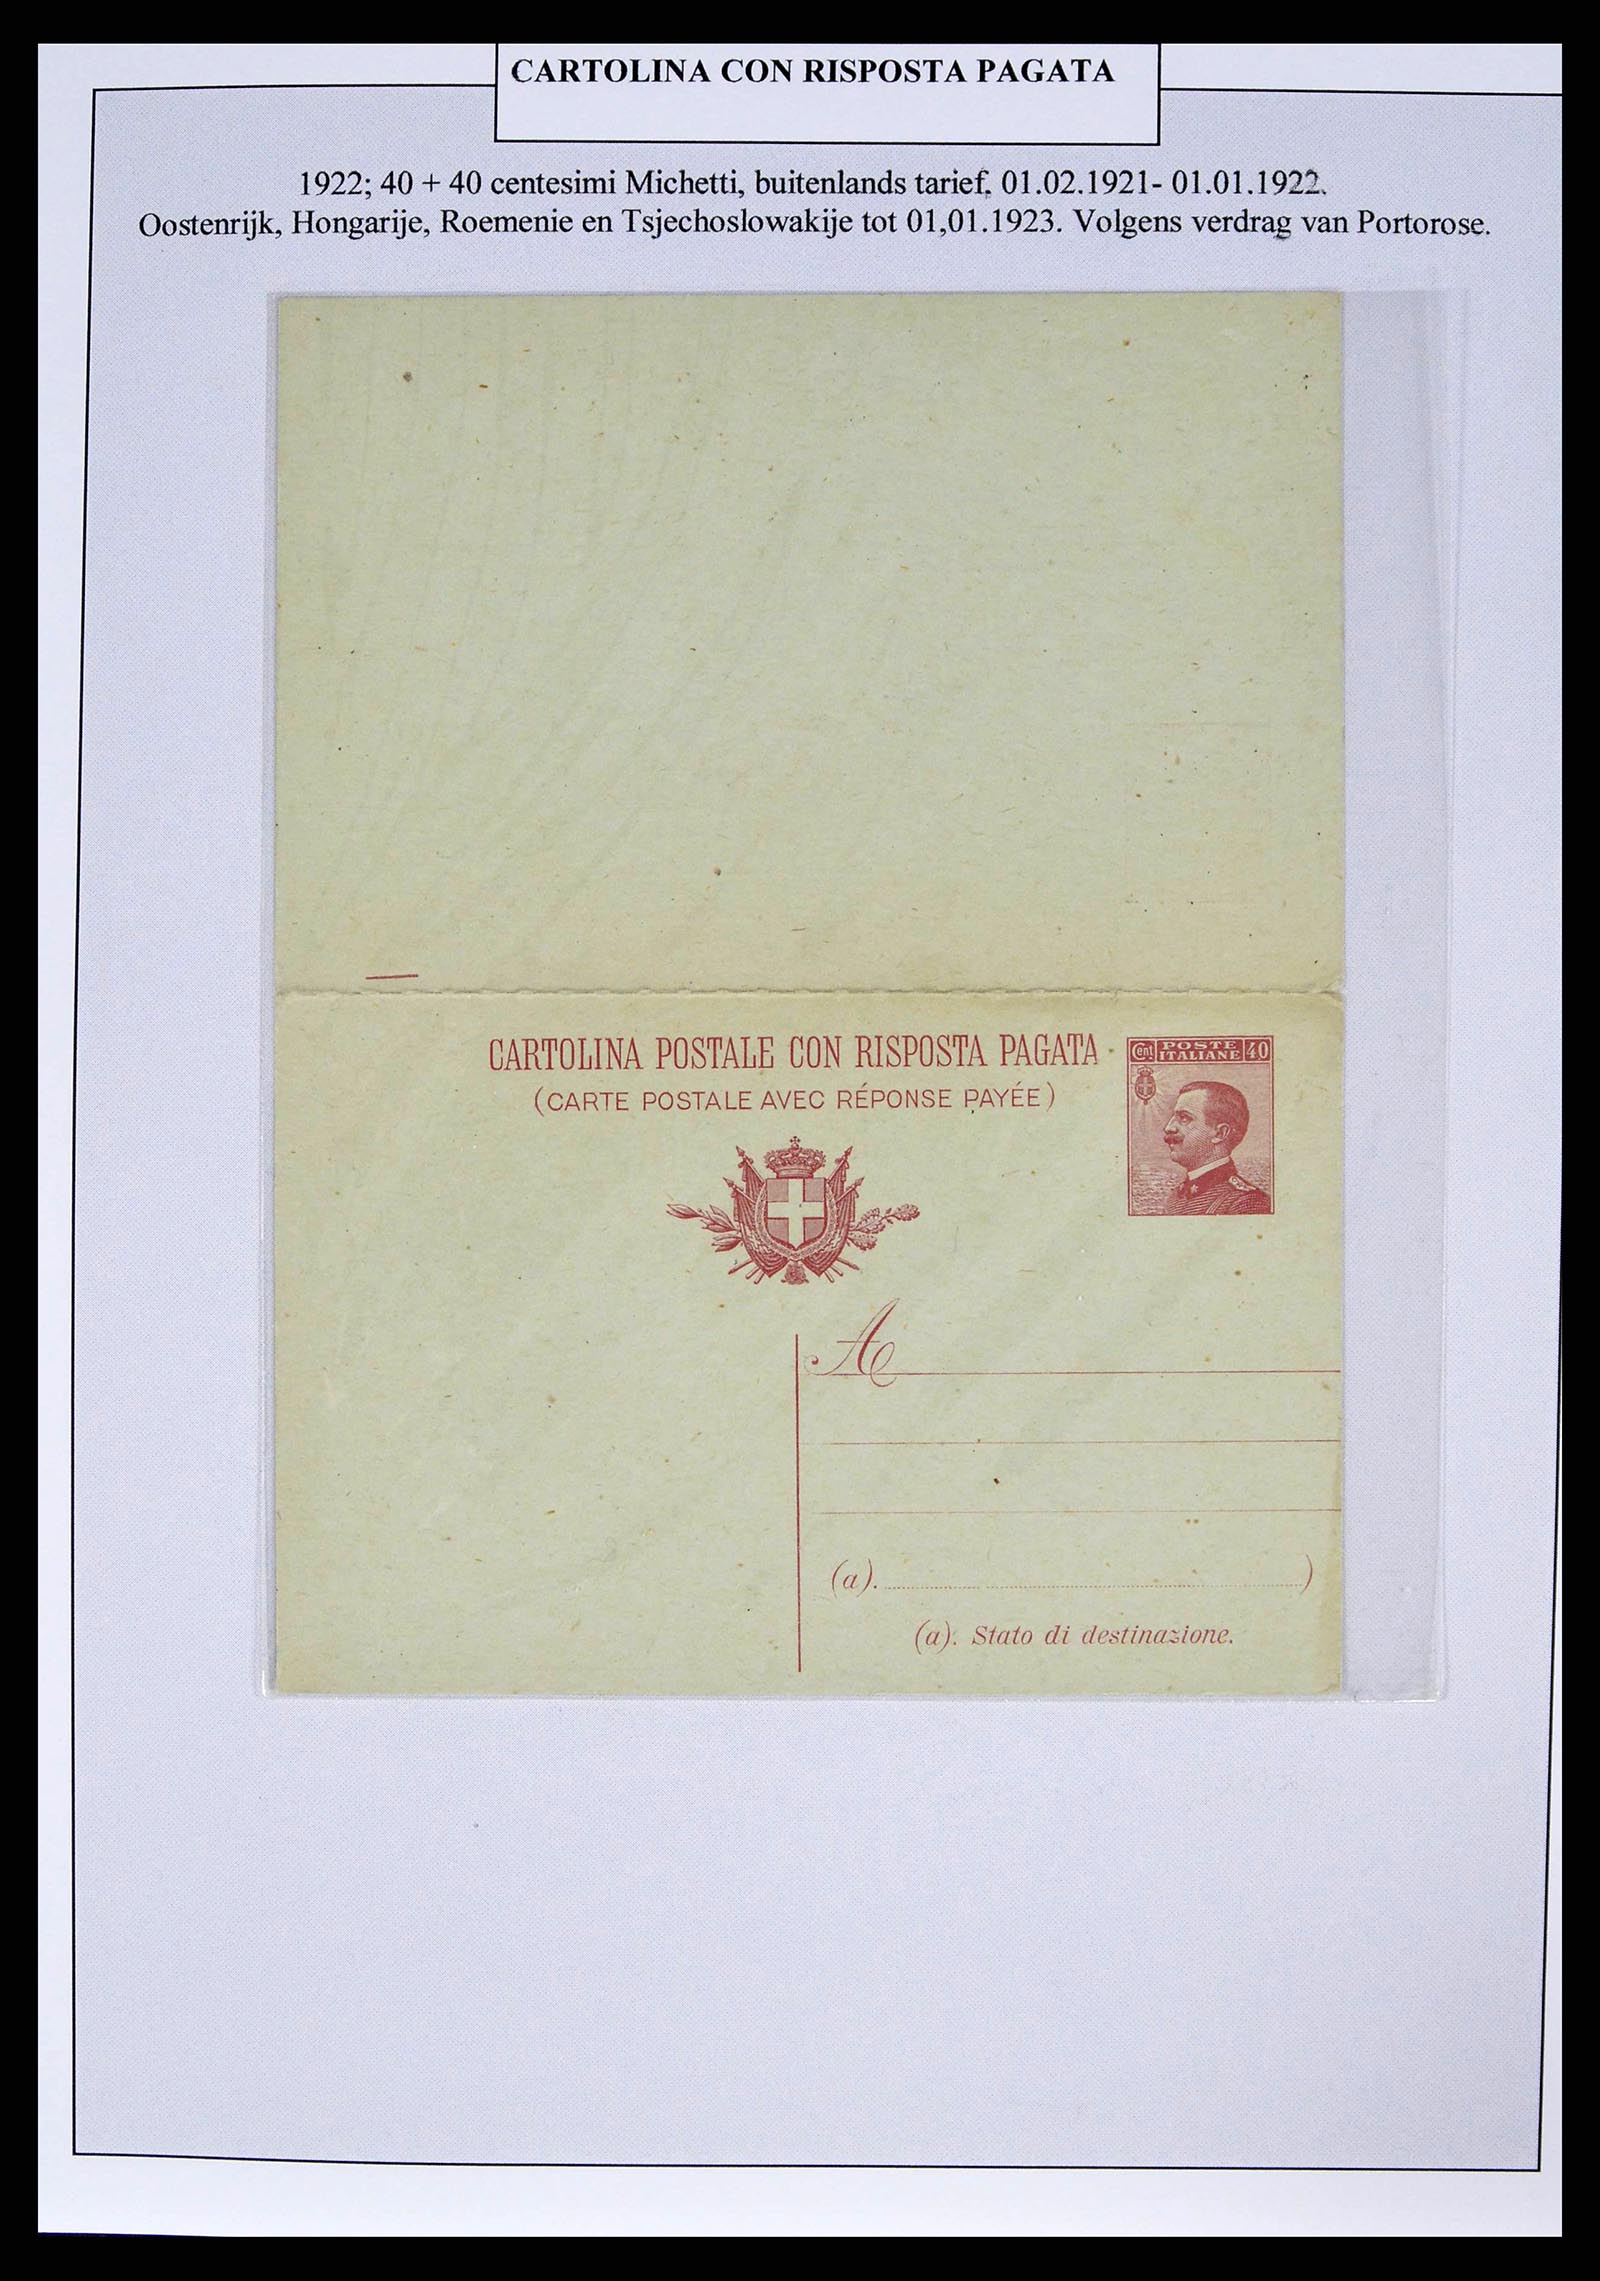 CARTOLINA CON RISPOSTA PAGATA
1922; 40 + 40 centesimi Michetti, buitenlands tarief. 01.02.1921- 01.01.1922.
Oostenrijk, Hongarije, Roemenie en Tsjechoslowakije tot 01,01.1923. Volgens verdrag van Portorose.
CARTOLINA POSTALE CON RISPOSTA PAGATA
(CARTE POSTALE AVEC RÉPONSE PAYÉE)
Cent POSTE ITALIANE 40
A
(a). )
(a). Stato di destinazione.